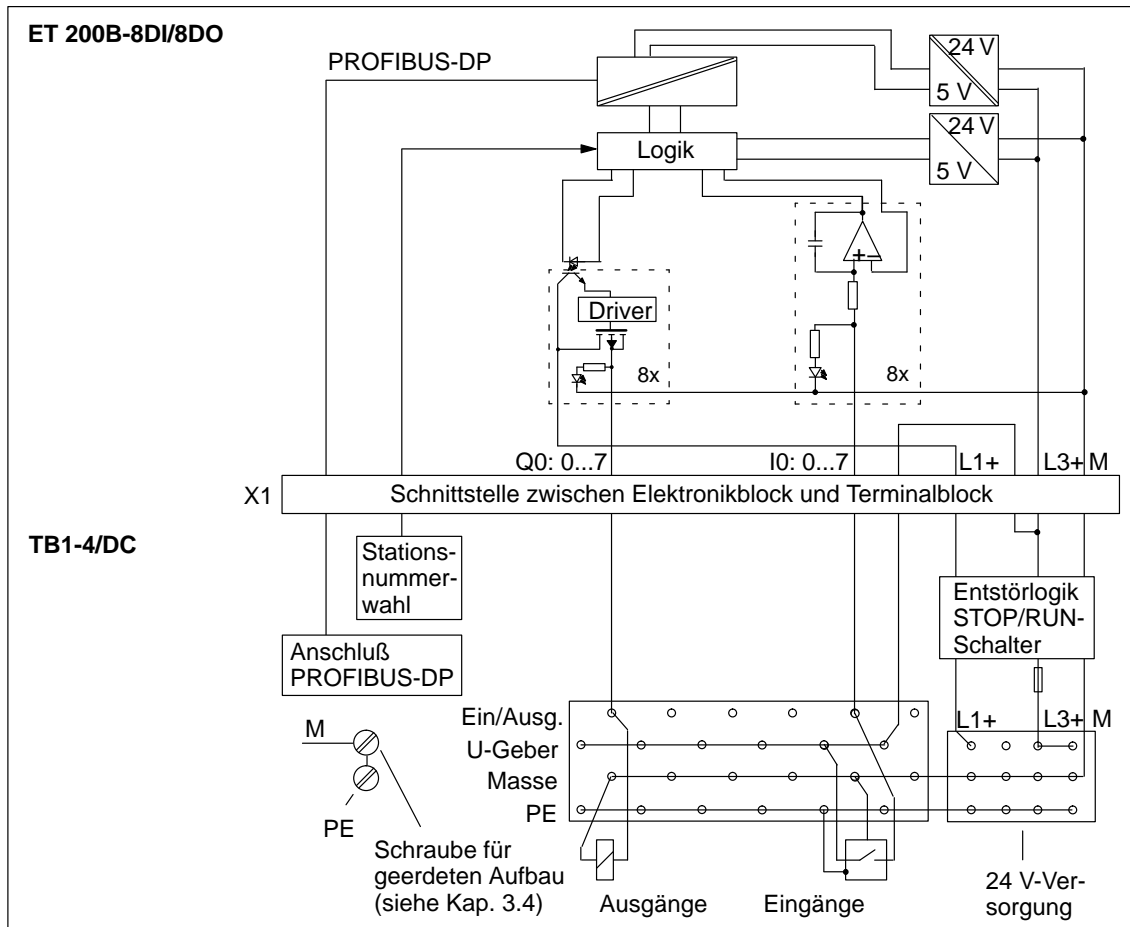 ET 200B-8DI/8DO
PROFIBUS-DP
24 V
5 V
24 V
5 V
Logik
+ −
Driver
8x
8x
Q0: 0...7
I0: 0...7
L1+
L3+ M
X1
Schnittstelle zwischen Elektronikblock und Terminalblock
TB1-4/DC
Stations-
nummer-
wahl
Entstörlogik
STOP/RUN-
Schalter
Anschluß
PROFIBUS-DP
L1+
L3+ M
Ein/Ausg.
U-Geber
Masse
PE
M
PE
Schraube für
geerdeten Aufbau
(siehe Kap. 3.4)
Ausgänge
Eingänge
24 V-Ver-
sorgung